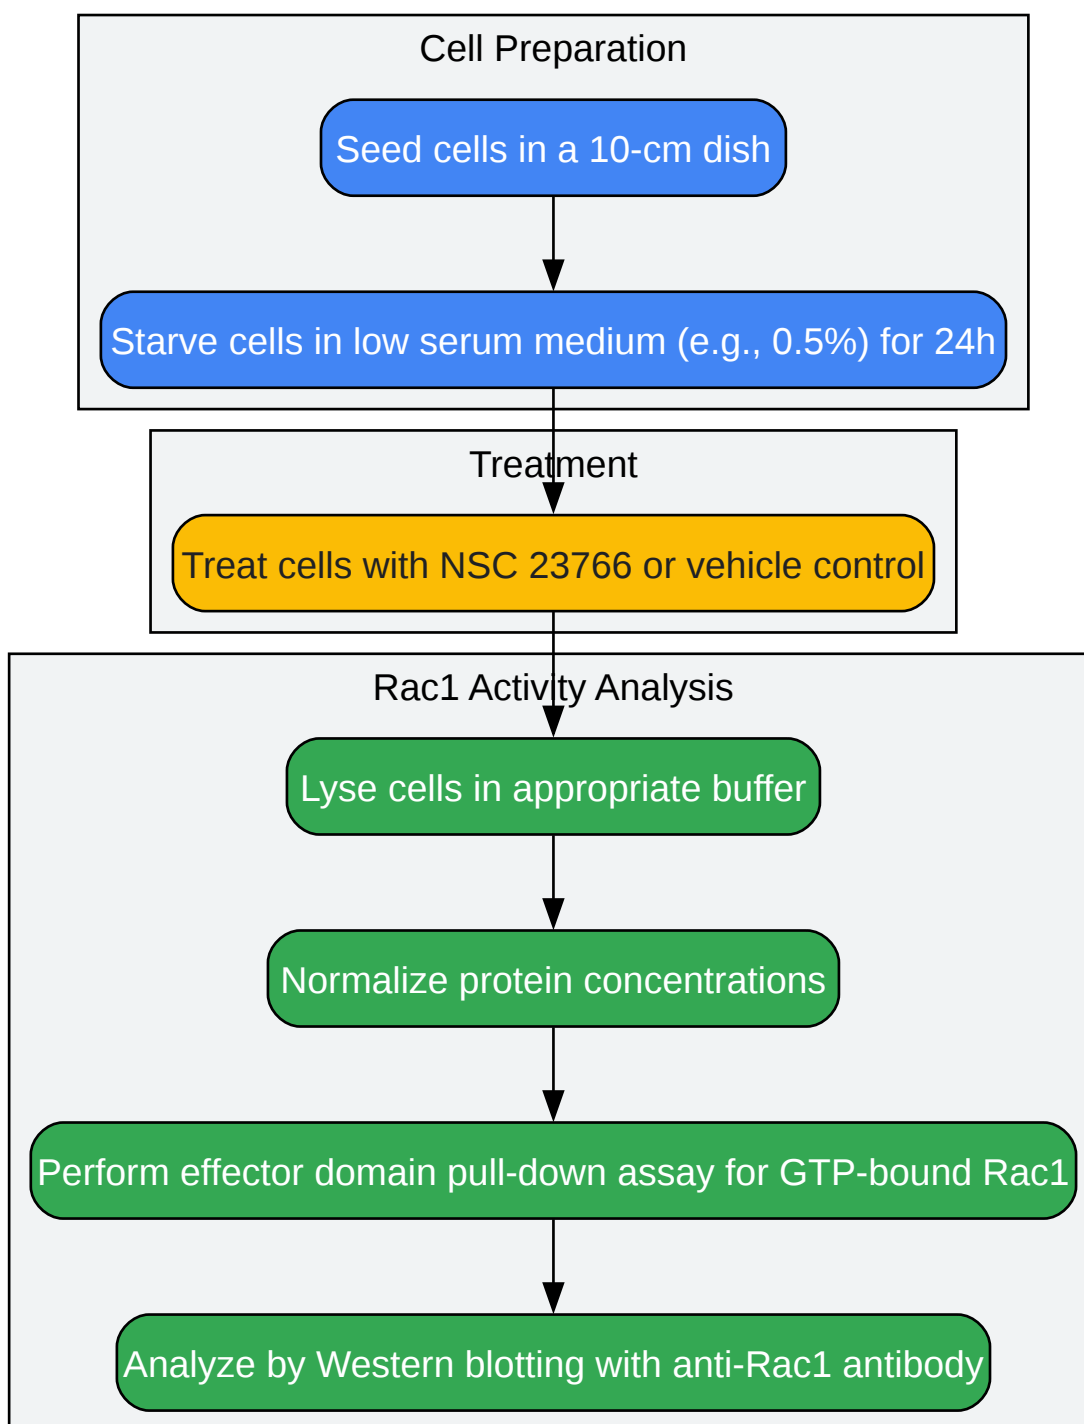 Cell Preparation
Seed cells in a 10-cm dish
Starve cells in low serum medium (e.g., 0.5%) for 24h
Treatment
Treat cells with NSC 23766 or vehicle control
Rac1 Activity Analysis
Lyse cells in appropriate buffer
Normalize protein concentrations
Perform effector domain pull-down assay for GTP-bound Rac1
Analyze by Western blotting with anti-Rac1 antibody